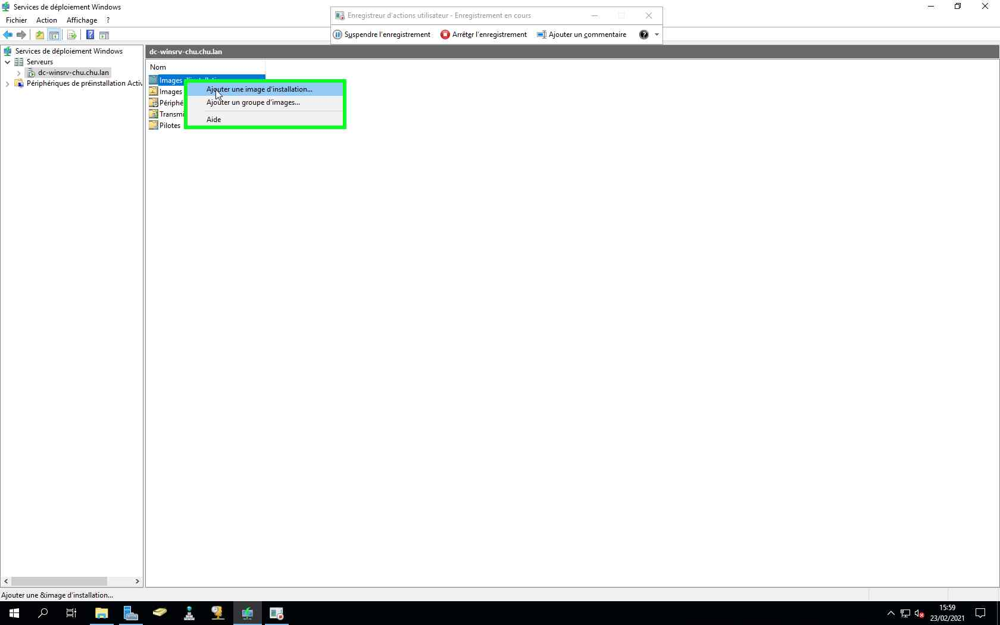 Services de déploiement Windows
Fichier Action Affichage ?
Enregistreur d'actions utilisateur - Enregistrement en cours
Suspendre l'enregistrement Arrêter l'enregistrement Ajouter un commentaire
Services de déploiement Windows
Serveurs
dc-winsrv-chu.chu.lan
Périphériques de préinstallation Activ
dc-winsrv-chu.chu.lan
Nom
Images d'installation
Images
Périphé
Transmi
Pilotes
Ajouter une image d'installation...
Ajouter un groupe d'images...
Aide
Ajouter une &image d'installation...
15:59
23/02/2021